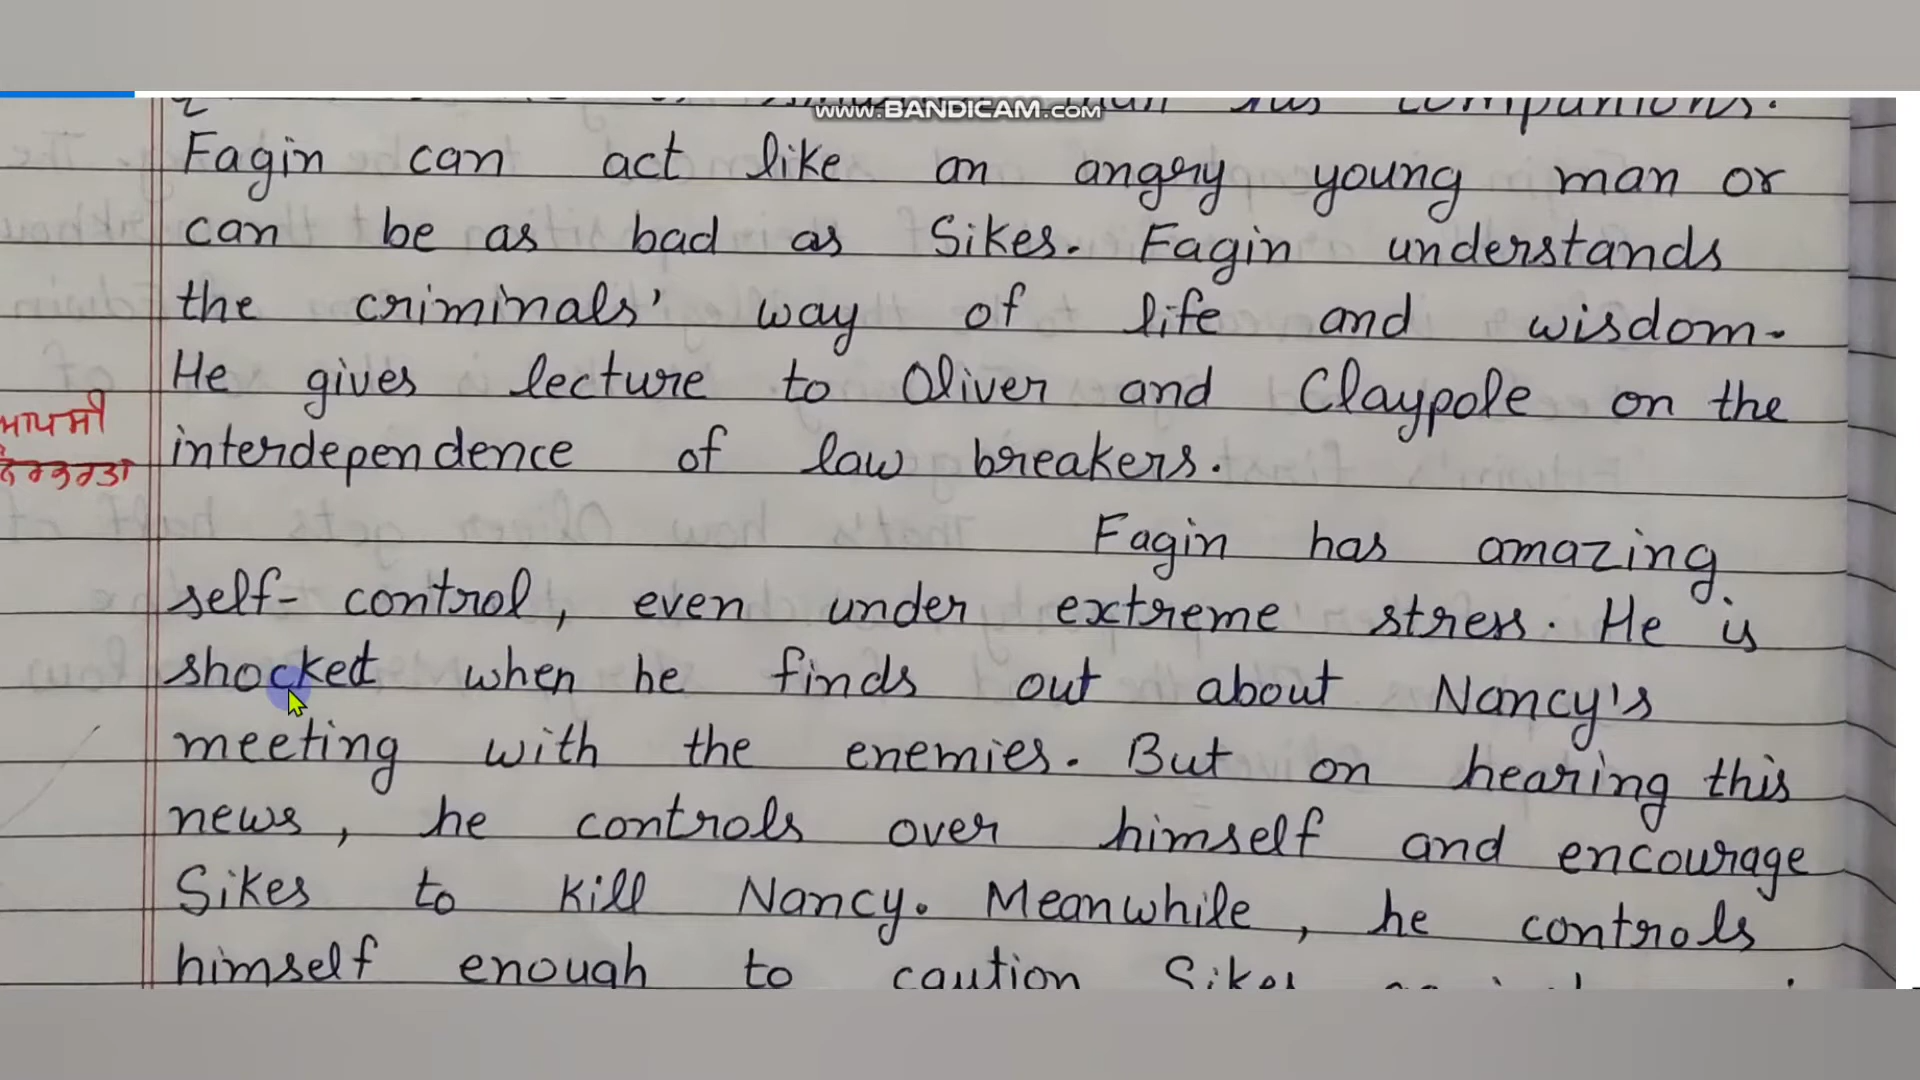 companions.
WWW.BANDICAM.COM
Fagin can act like an angry young man or
can be as bad as Sikes. Fagin understands
the criminals' way of life and wisdom.
He gives lecture to Oliver and Claypole on the
interdependence of law breakers.
Fagin has amazing
self-control, even under extreme stress. He is
shocked when he finds out about Nancy's
meeting with the enemies. But on hearing this
news, he controls over himself and encourage
Sikes to kill Nancy. Meanwhile, he controls
himself enough to caution Sikes